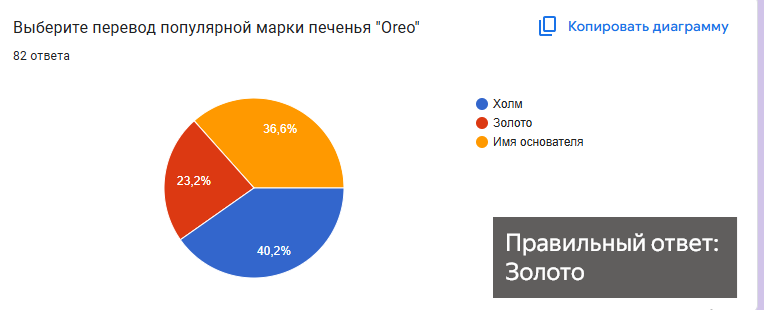 Выберите перевод популярной марки печенья "Oreo"
Копировать диаграмму
82 ответа
Холм
Золото
Имя основателя
36,6%
23,2%
40,2%
Правильный ответ:
Золото